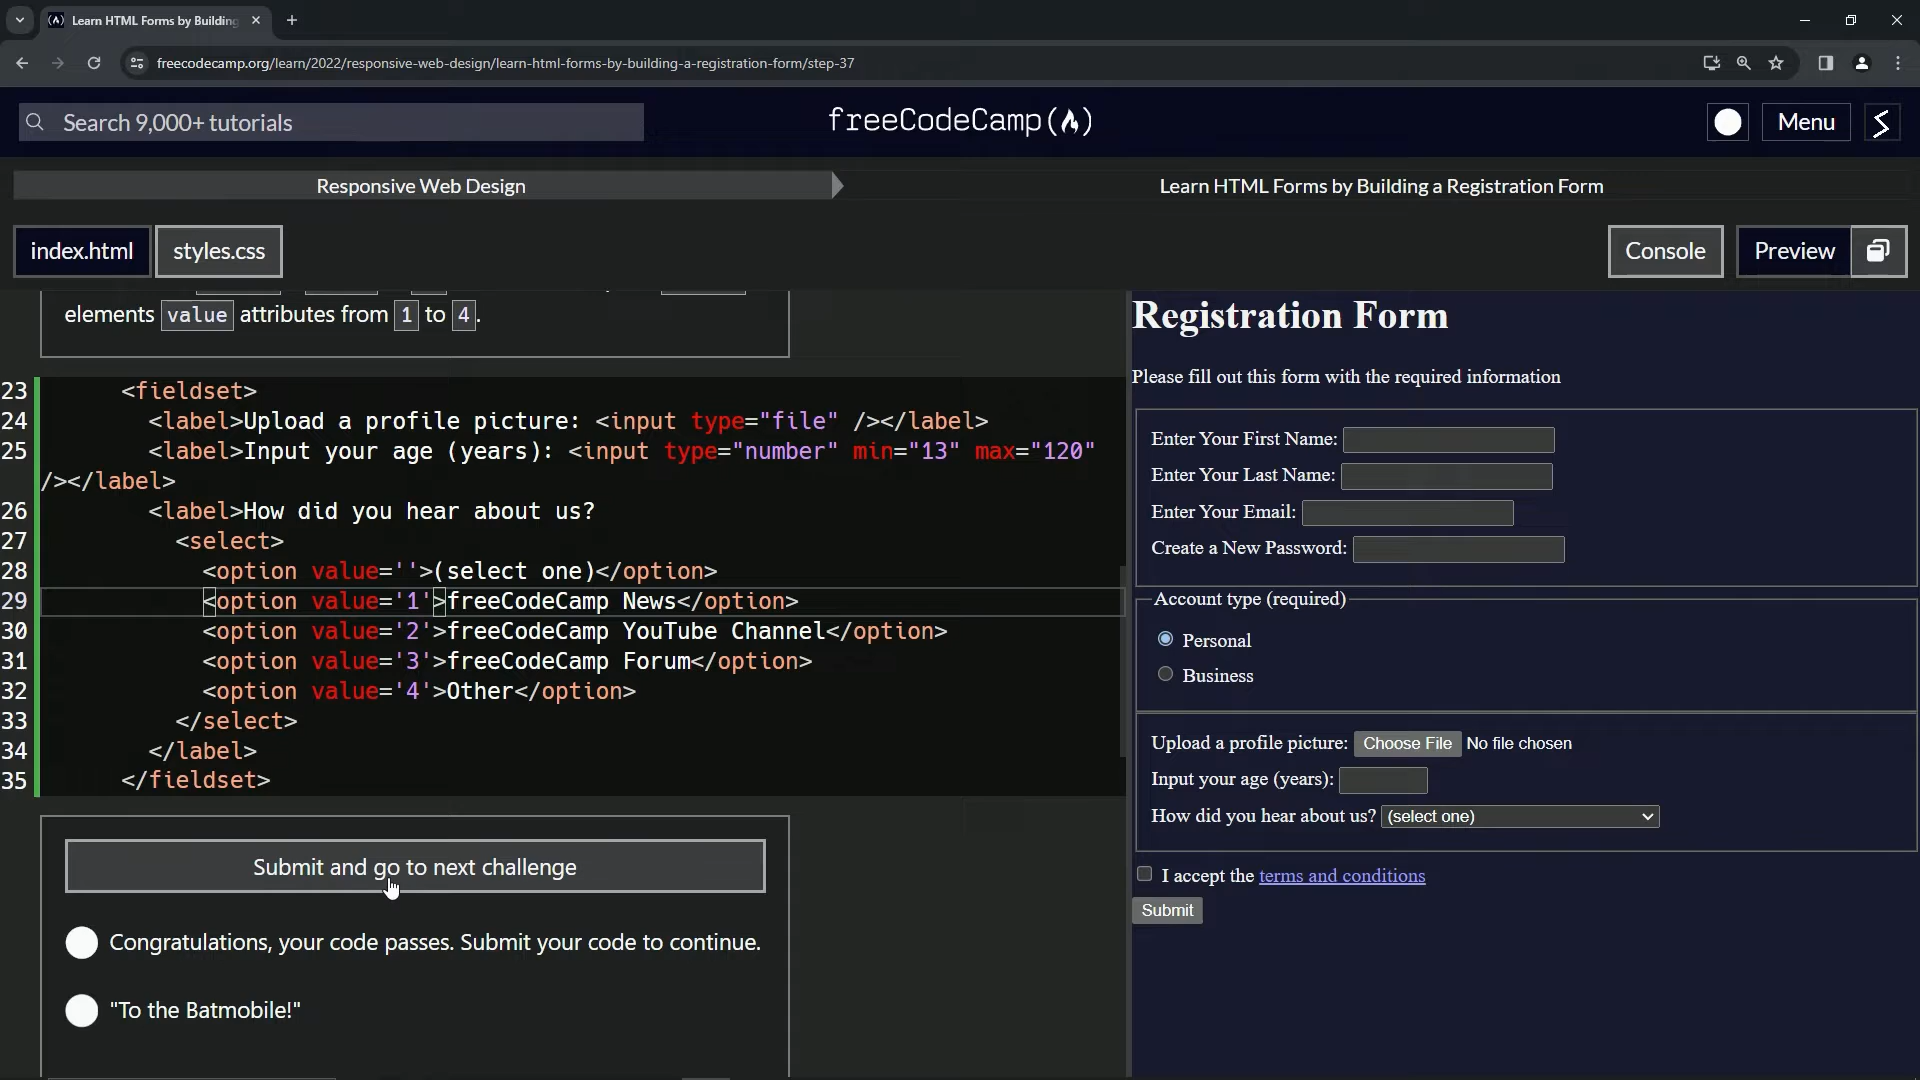 Learn HTML Forms by Building
freecodecamp.org/learn/2022/responsive-web-design/learn-html-forms-by-building-a-registration-form/step-37
Search 9,000+ tutorials
freeCodeCamp
Menu
Responsive Web Design
Learn HTML Forms by Building a Registration Form
index.html
styles.css
Console
Preview
elements value attributes from 1 to 4.
23 <fieldset>
24 <label>Upload a profile picture: <input type="file" /></label>
25 <label>Input your age (years): <input type="number" min="13" max="120"
/></label>
26 <label>How did you hear about us?
27 <select>
28 <option value=''>(select one)</option>
29 <option value='1'>freeCodeCamp News</option>
30 <option value='2'>freeCodeCamp YouTube Channel</option>
31 <option value='3'>freeCodeCamp Forum</option>
32 <option value='4'>Other</option>
33 </select>
34 </label>
35 </fieldset>
Submit and go to next challenge
Congratulations, your code passes. Submit your code to continue.
"To the Batmobile!"
Registration Form
Please fill out this form with the required information
Enter Your First Name:
Enter Your Last Name:
Enter Your Email:
Create a New Password:
Account type (required)
Personal
Business
Upload a profile picture: Choose File No file chosen
Input your age (years):
How did you hear about us? (select one)
I accept the terms and conditions
Submit